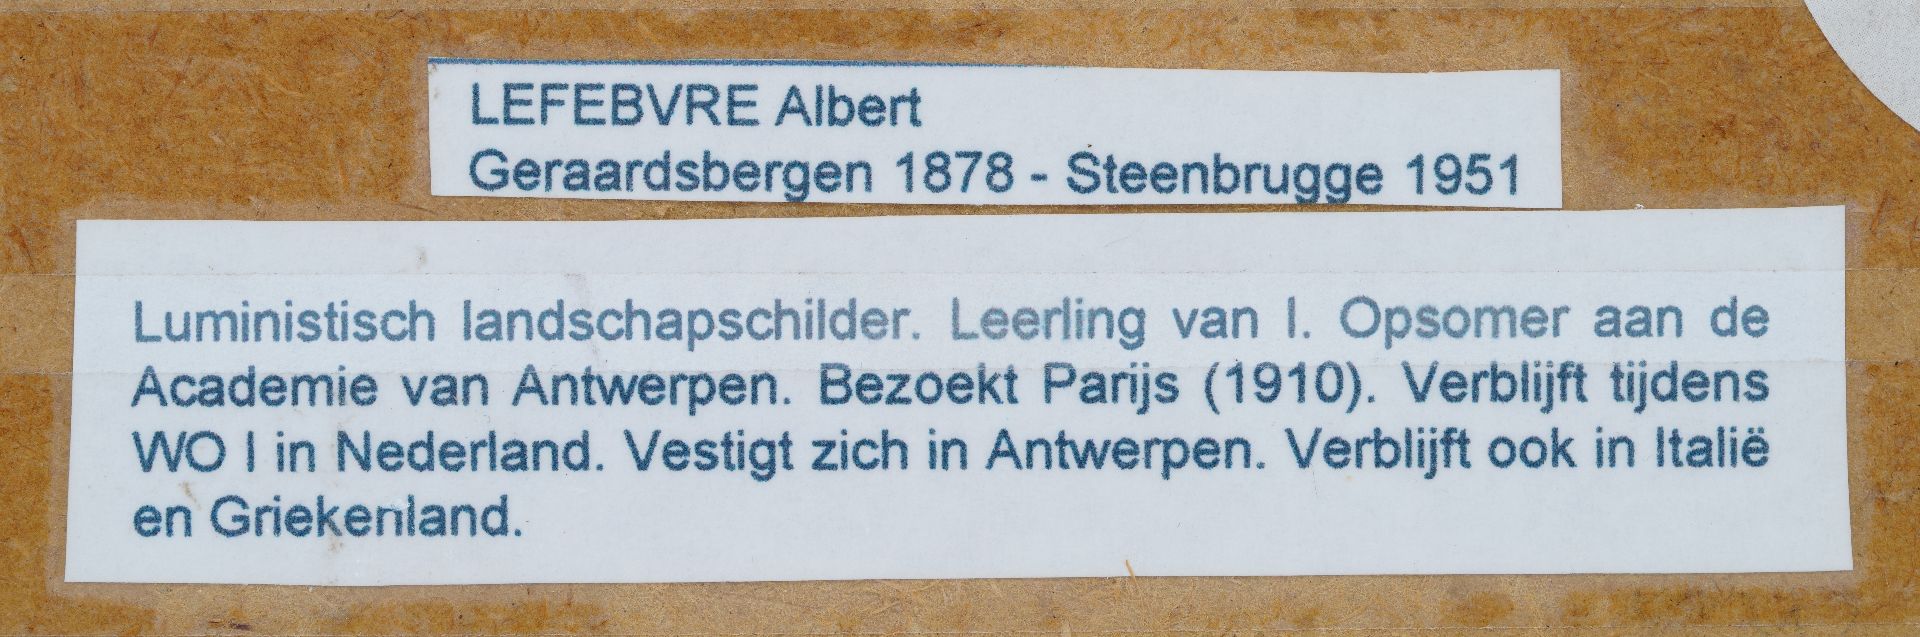 LEFEBVRE Albert
Geraardsbergen 1878 - Steenbrugge 1951
Luministisch landschapschilder. Leerling van I. Opsomer aan de
Academie van Antwerpen. Bezoekt Parijs (1910). Verblijft tijdens
WO I in Nederland. Vestigt zich in Antwerpen. Verblijft ook in Italië
en Griekenland.